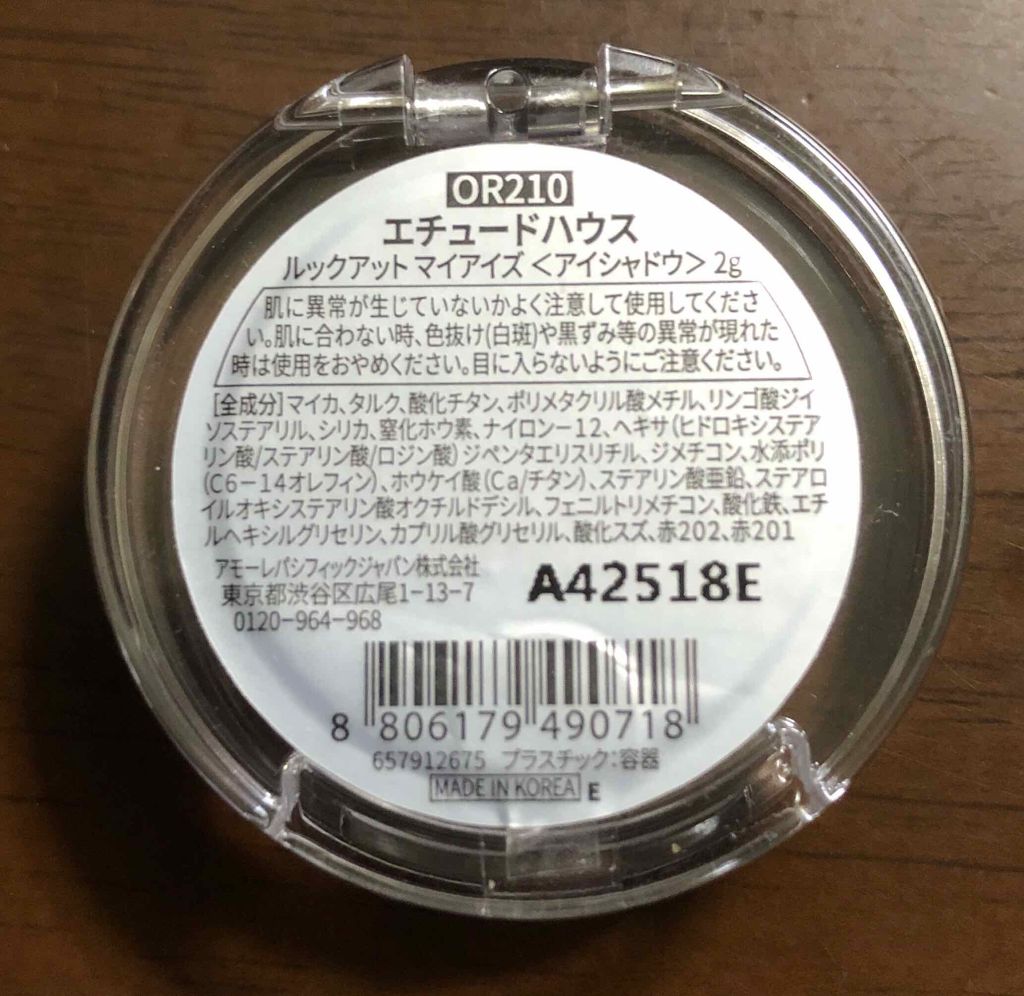 OR210
エチュードハウス
ルックアット マイアイズ<アイシャドウ> 2g
肌に異常が生じていないかよく注意して使用してくださ
い。肌に合わない時、色抜け(白斑)や黒ずみ等の異常が現れた
時は使用をおやめください。目に入らないようにご注意ください。
[全成分]マイカ、タルク、酸化チタン、ポリメタクリル酸メチル、リンゴ酸ジイ
ソステアリル、シリカ、窒化ホウ素、ナイロン-12、ヘキサ(ヒドロキシステア
リン酸/ステアリン酸/ロジン酸)ジペンタエリスリチル、ジメチコン、水添ポリ
(C6-14オレフィン)、ホウケイ酸(Ca/チタン)、ステアリン酸亜鉛、ステアロ
イルオキシステアリン酸オクチルドデシル、フェニルトリメチコン、酸化鉄、エチ
ルヘキシルグリセリン、カプリル酸グリセリル、酸化スズ、赤202、赤201
アモーレパシフィックジャパン株式会社
東京都渋谷区広尾1-13-7
0120-964-968
A42518E
8 806179 490718
657912675 プラスチック:容器
MADE IN KOREA E